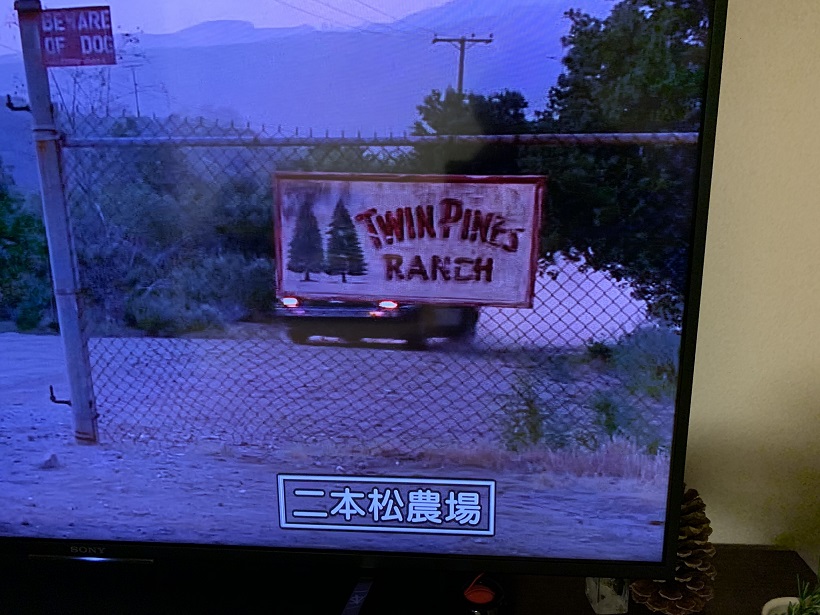 BEWARE
OF DOG
TWIN PINES
RANCH
二本松農場
SONY